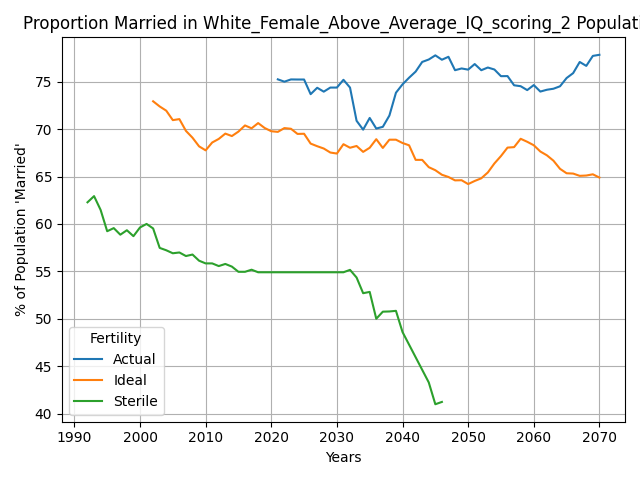 Proportion Married in White_Female_Above_Average_IQ_scoring_2 Populati
% of Population 'Married'
75
70
65
60
55
50
45
40
Fertility
Actual
Ideal
Sterile
1990 2000 2010 2020 2030 2040 2050 2060 2070
Years